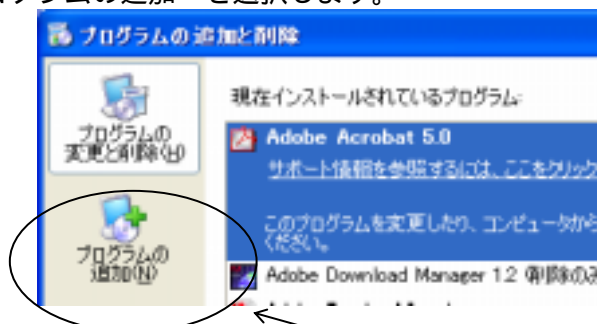 ログラムの追加」を選択します。
プログラムの追加と削除
プログラムの
変更と削除(H)
プログラムの
追加(N)
現在インストールされているプログラム:
Adobe Acrobat 5.0
サポート情報を参照するには、ここをクリック
このプログラムを変更したり、コンピュータから
ください。
Adobe Download Manager 1.2 (削除のみ